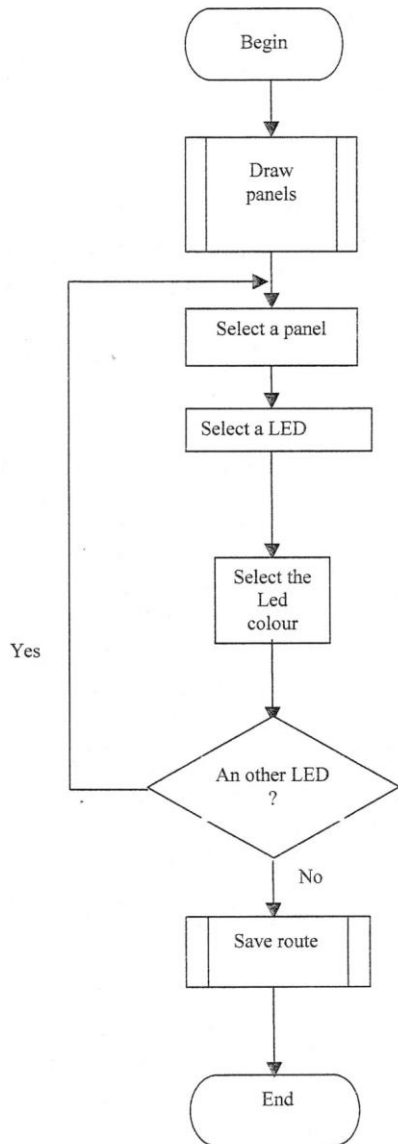 Begin
Draw
panels
Select a panel
Select a LED
Select the
Led
colour
Yes
An other LED
?
No
Save route
End